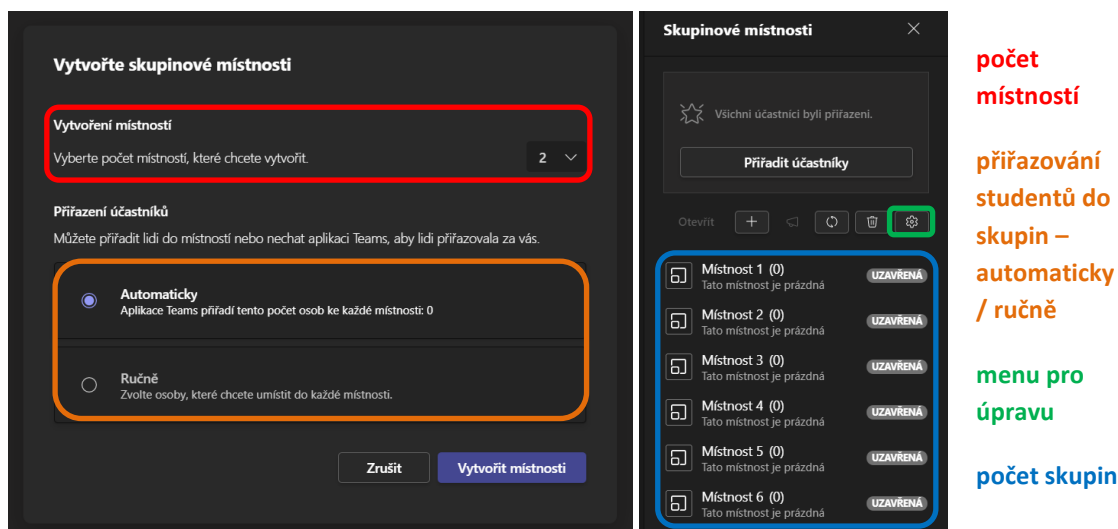 Vytvořte skupinové místnosti
Vytvoření místností
Vyberte počet místností, které chcete vytvořit.
2
Přiřazení účastníků
Můžete přiřadit lidi do místností nebo nechat aplikaci Teams, aby lidi přiřazovala za vás.
Automaticky
Aplikace Teams přiřadí tento počet osob ke každé místnosti: 0
Ručně
Zvolte osoby, které chcete umístit do každé místnosti.
Zrušit
Vytvořit místnosti
Skupinové místnosti
Všichni účastníci byli přiřazeni.
Přiřadit účastníky
Otevřít
Místnost 1 (0)
UZAVŘENÁ
Tato místnost je prázdná
Místnost 2 (0)
UZAVŘENÁ
Tato místnost je prázdná
Místnost 3 (0)
UZAVŘENÁ
Tato místnost je prázdná
Místnost 4 (0)
UZAVŘENÁ
Tato místnost je prázdná
Místnost 5 (0)
UZAVŘENÁ
Tato místnost je prázdná
Místnost 6 (0)
UZAVŘENÁ
Tato místnost je prázdná
počet
místností
přiřazování
studentů do
skupin –
automaticky
/ ručně
menu pro
úpravu
počet skupin